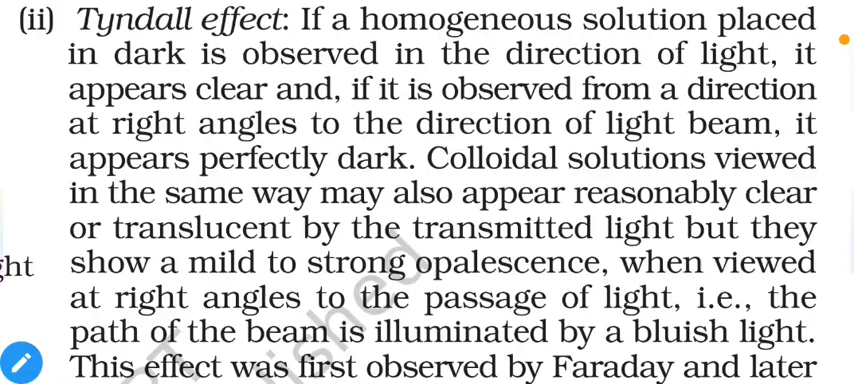 (ii) Tyndall effect: If a homogeneous solution placed
in dark is observed in the direction of light, it
appears clear and, if it is observed from a direction
at right angles to the direction of light beam, it
appears perfectly dark. Colloidal solutions viewed
in the same way may also appear reasonably clear
or translucent by the transmitted light but they
show a mild to strong opalescence, when viewed
at right angles to the passage of light, i.e., the
path of the beam is illuminated by a bluish light.
This effect was first observed by Faraday and later